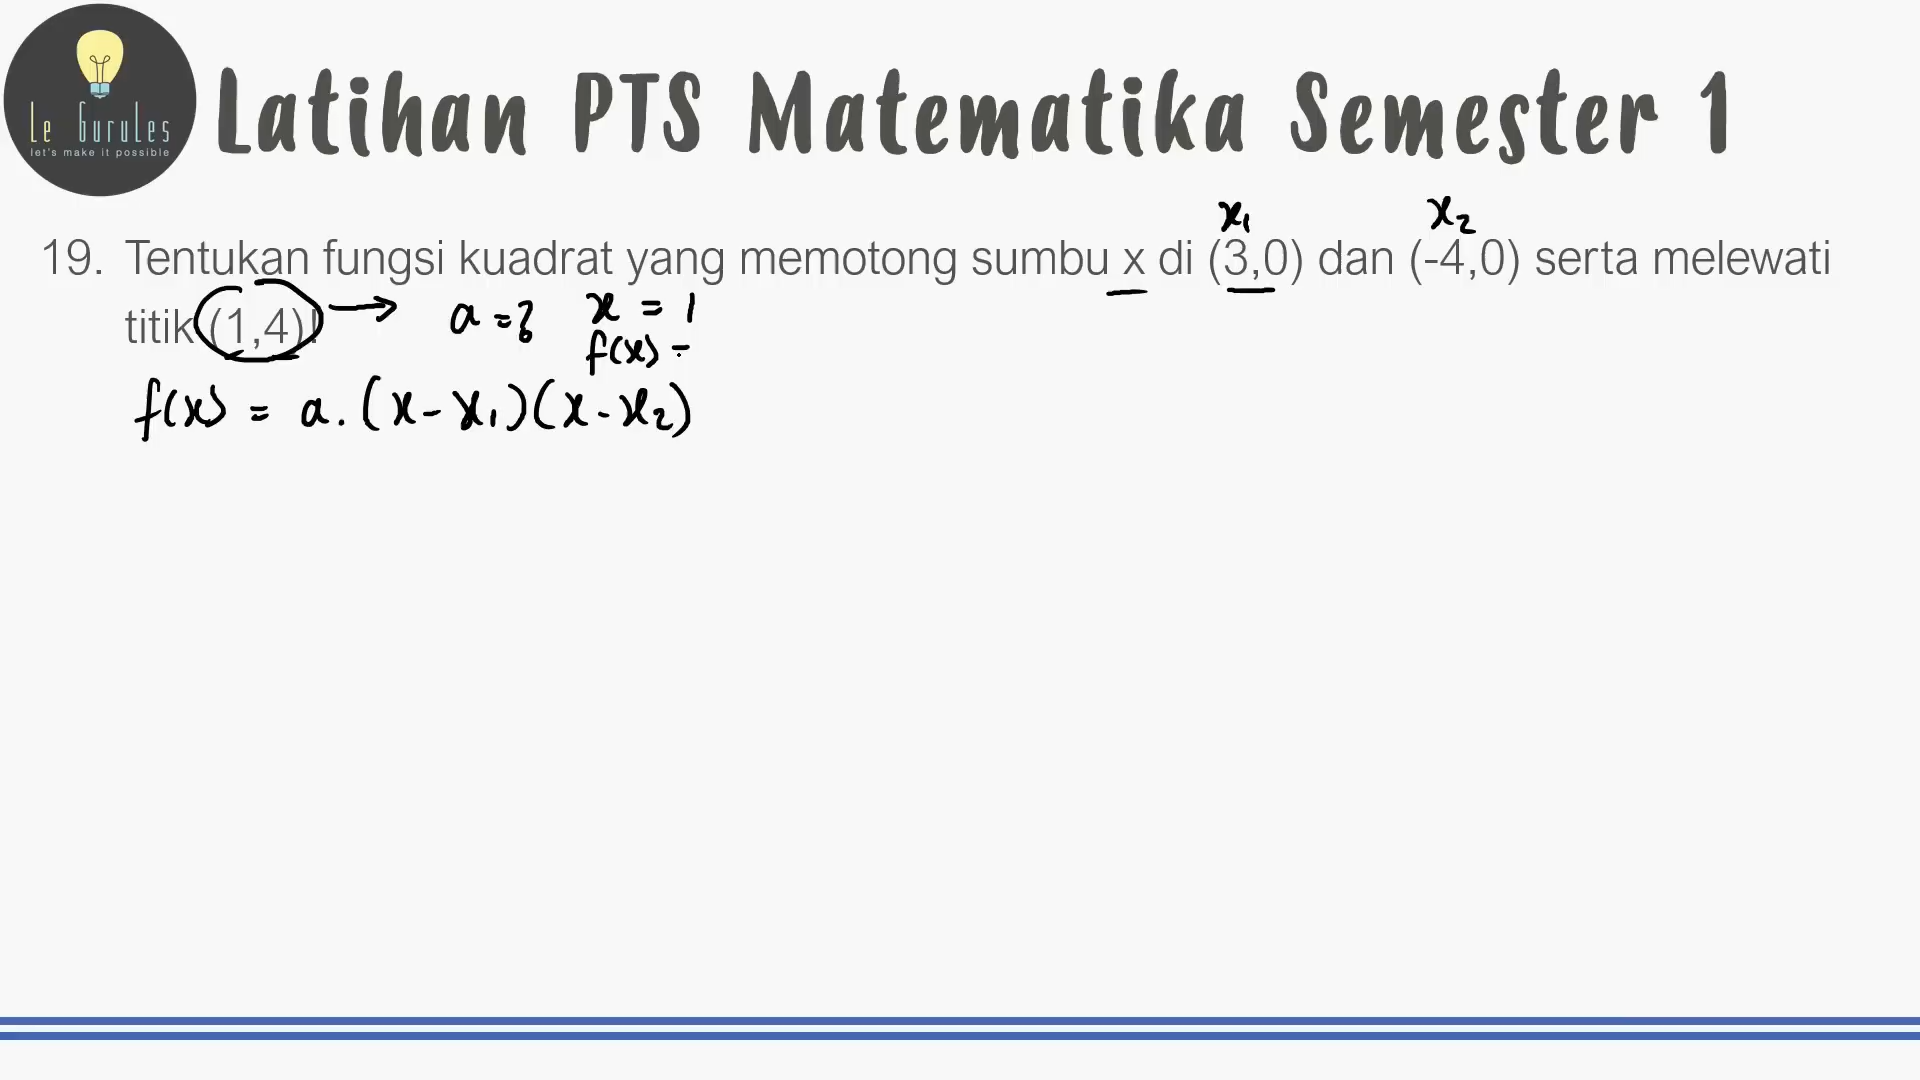 Le GuruLes
let's make it possible
Latihan PTS Matematika Semester 1
x₁ x₂
19. Tentukan fungsi kuadrat yang memotong sumbu x di (3,0) dan (-4,0) serta melewati
titik (1,4)! → a = ? x = 1
f(x) =
f(x) = a . (x - x₁)(x - x₂)